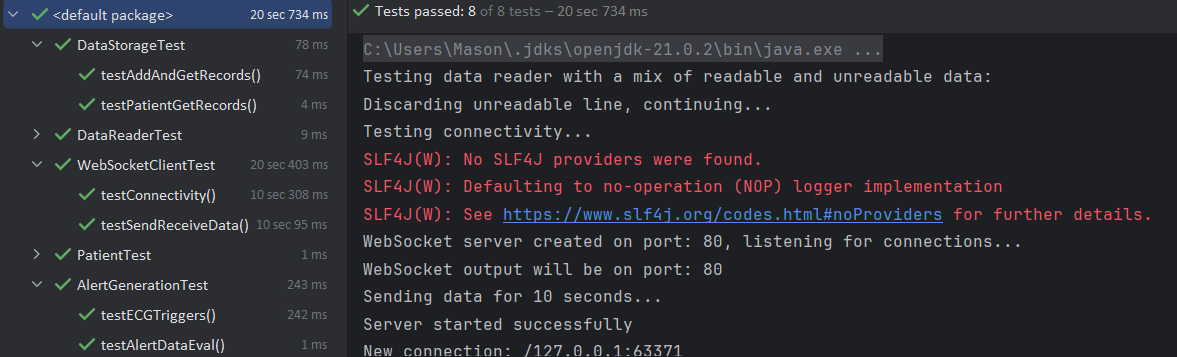 <default package> 20 sec 734 ms
DataStorageTest 78 ms
testAddAndGetRecords() 74 ms
testPatientGetRecords() 4 ms
DataReaderTest 9 ms
WebSocketClientTest 20 sec 403 ms
testConnectivity() 10 sec 308 ms
testSendReceiveData() 10 sec 95 ms
PatientTest 1 ms
AlertGenerationTest 243 ms
testECGTriggers() 242 ms
testAlertDataEval() 1 ms
Tests passed: 8 of 8 tests – 20 sec 734 ms
C:\Users\Mason\.jdks\openjdk-21.0.2\bin\java.exe ...
Testing data reader with a mix of readable and unreadable data:
Discarding unreadable line, continuing...
Testing connectivity...
SLF4J(W): No SLF4J providers were found.
SLF4J(W): Defaulting to no-operation (NOP) logger implementation
SLF4J(W): See https://www.slf4j.org/codes.html#noProviders for further details.
WebSocket server created on port: 80, listening for connections...
WebSocket output will be on port: 80
Sending data for 10 seconds...
Server started successfully
New connection: /127.0.0.1:63371